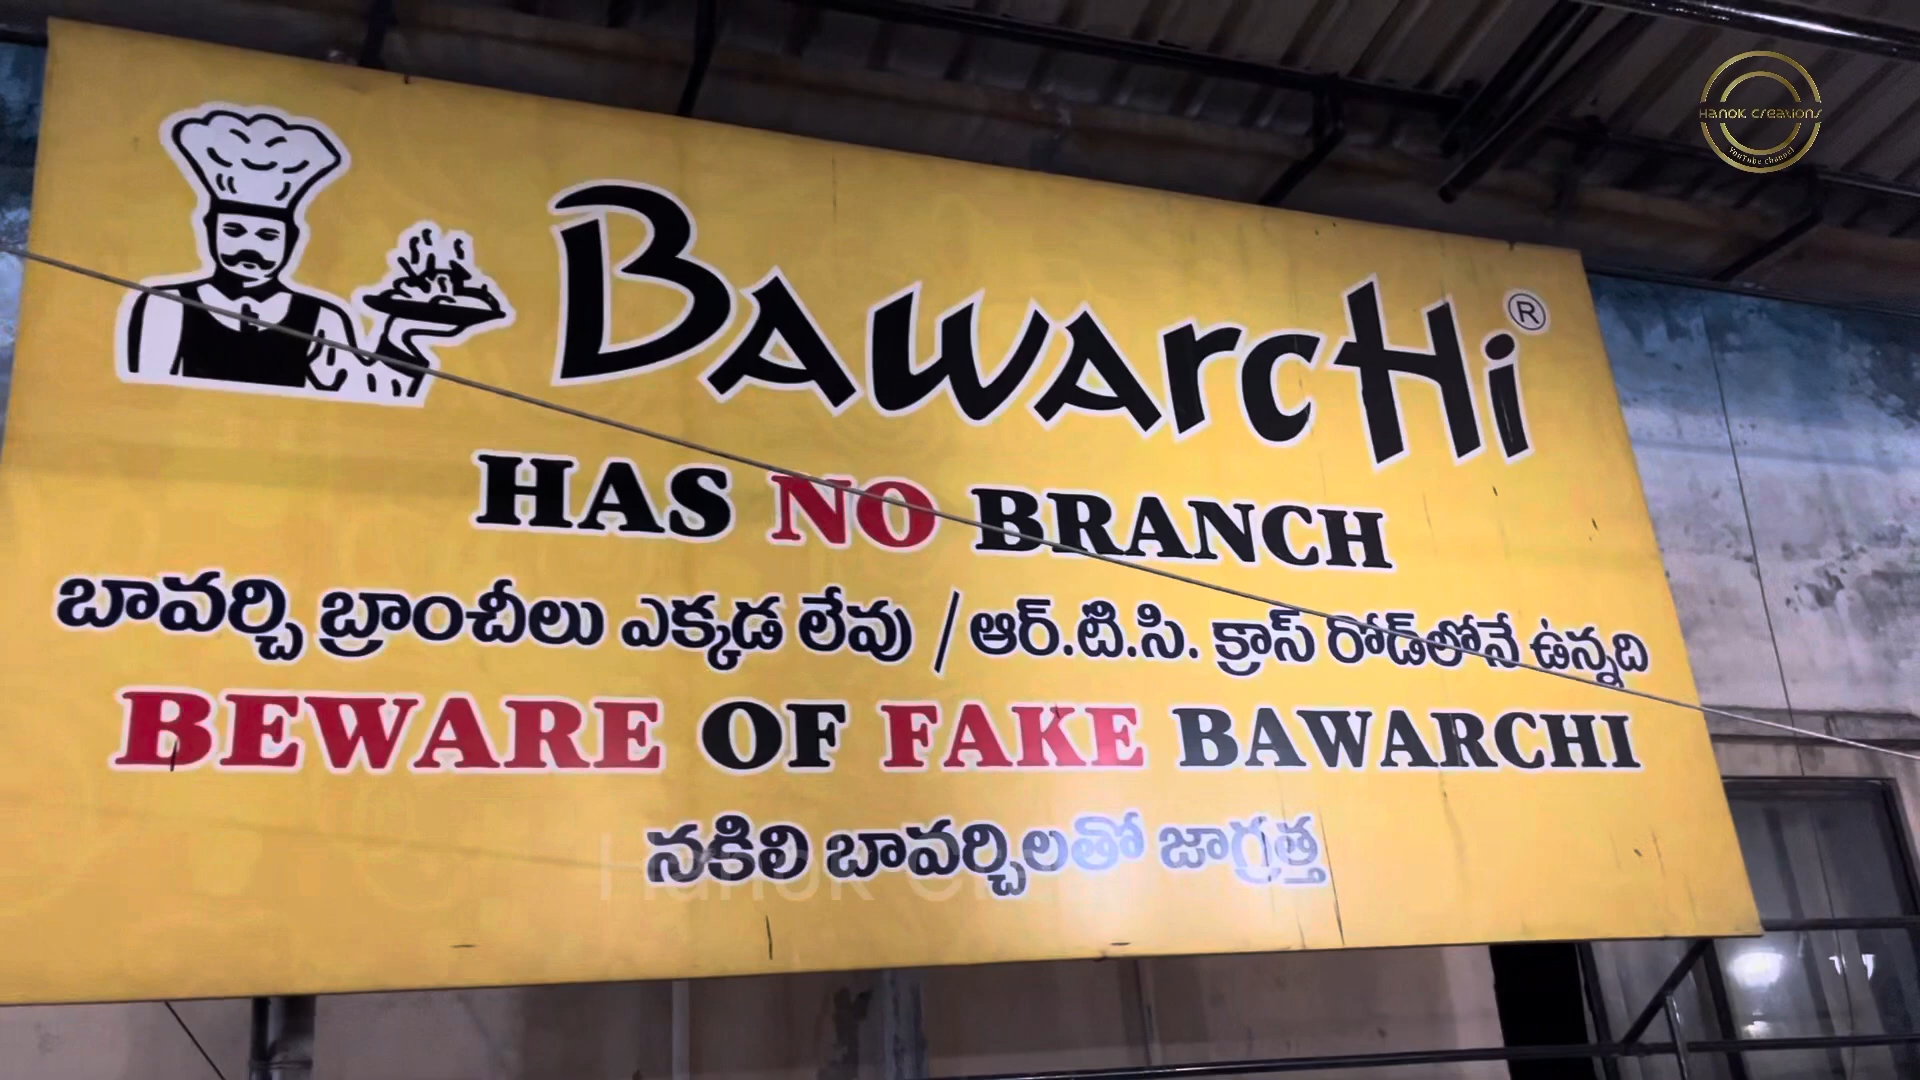 BawarcHi ®
HAS NO BRANCH
బావర్చి బ్రాంచీలు ఎక్కడ లేవు / ఆర్.టి.సి. క్రాస్ రోడ్‌లోనే ఉన్నది
BEWARE OF FAKE BAWARCHI
నకిలి బావర్చిలతో జాగ్రత్త
Hanok Creations
YouTube channel